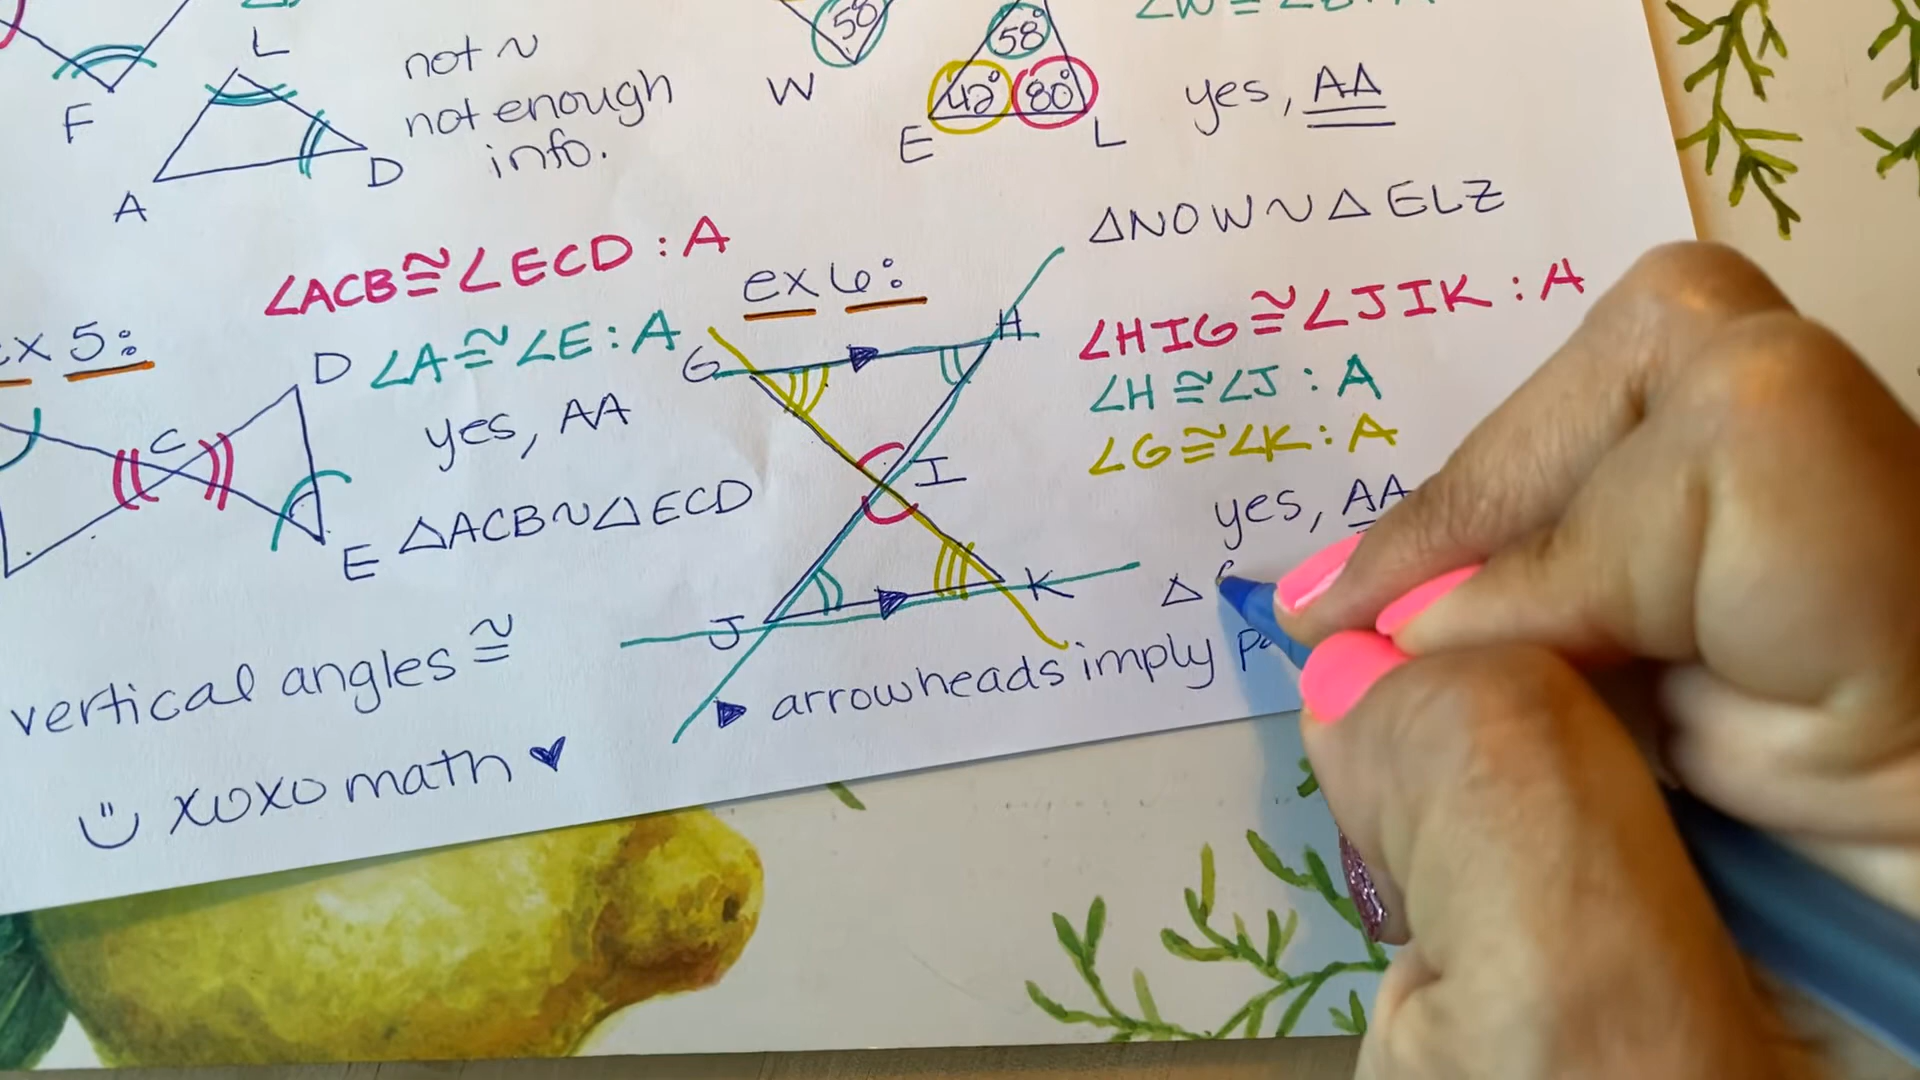 L
F
A
D
not ~
not enough
info.
58°
W
58°
42°
80°
E
L
yes, AA
△NOW ~ △ELZ
∠ACB ≅ ∠ECD : A
∠A ≅ ∠E : A
5:
D
C
E
yes, AA
△ACB ~ △ECD
vertical angles ≅
xoxo math ♥
ex 6:
G
H
I
J
K
∠HIG ≅ ∠JIK : A
∠H ≅ ∠J : A
∠G ≅ ∠K : A
yes, AA
△
arrowheads imply